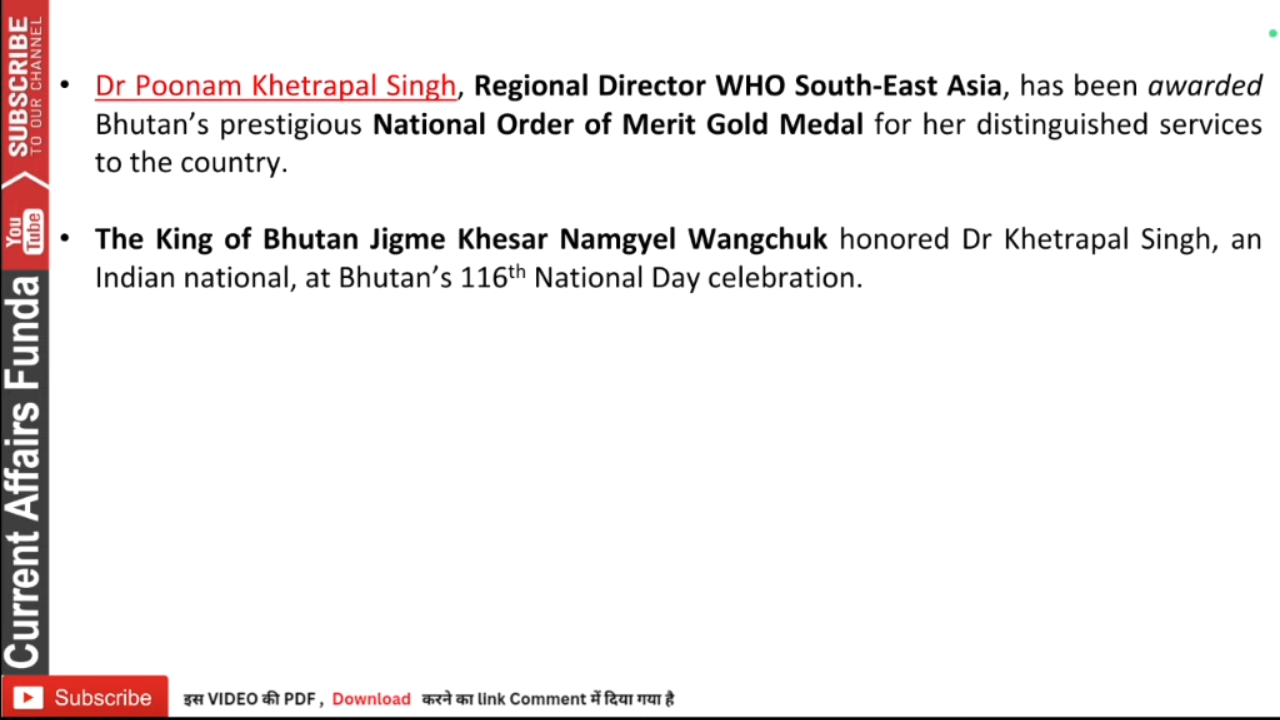 • Dr Poonam Khetrapal Singh, Regional Director WHO South-East Asia, has been awarded
Bhutan’s prestigious National Order of Merit Gold Medal for her distinguished services
to the country.
• The King of Bhutan Jigme Khesar Namgyel Wangchuk honored Dr Khetrapal Singh, an
Indian national, at Bhutan’s 116th National Day celebration.
SUBSCRIBE
TO OUR CHANNEL
You
Tube
Current Affairs Funda
Subscribe
इस VIDEO की PDF , Download करने का link Comment में दिया गया है